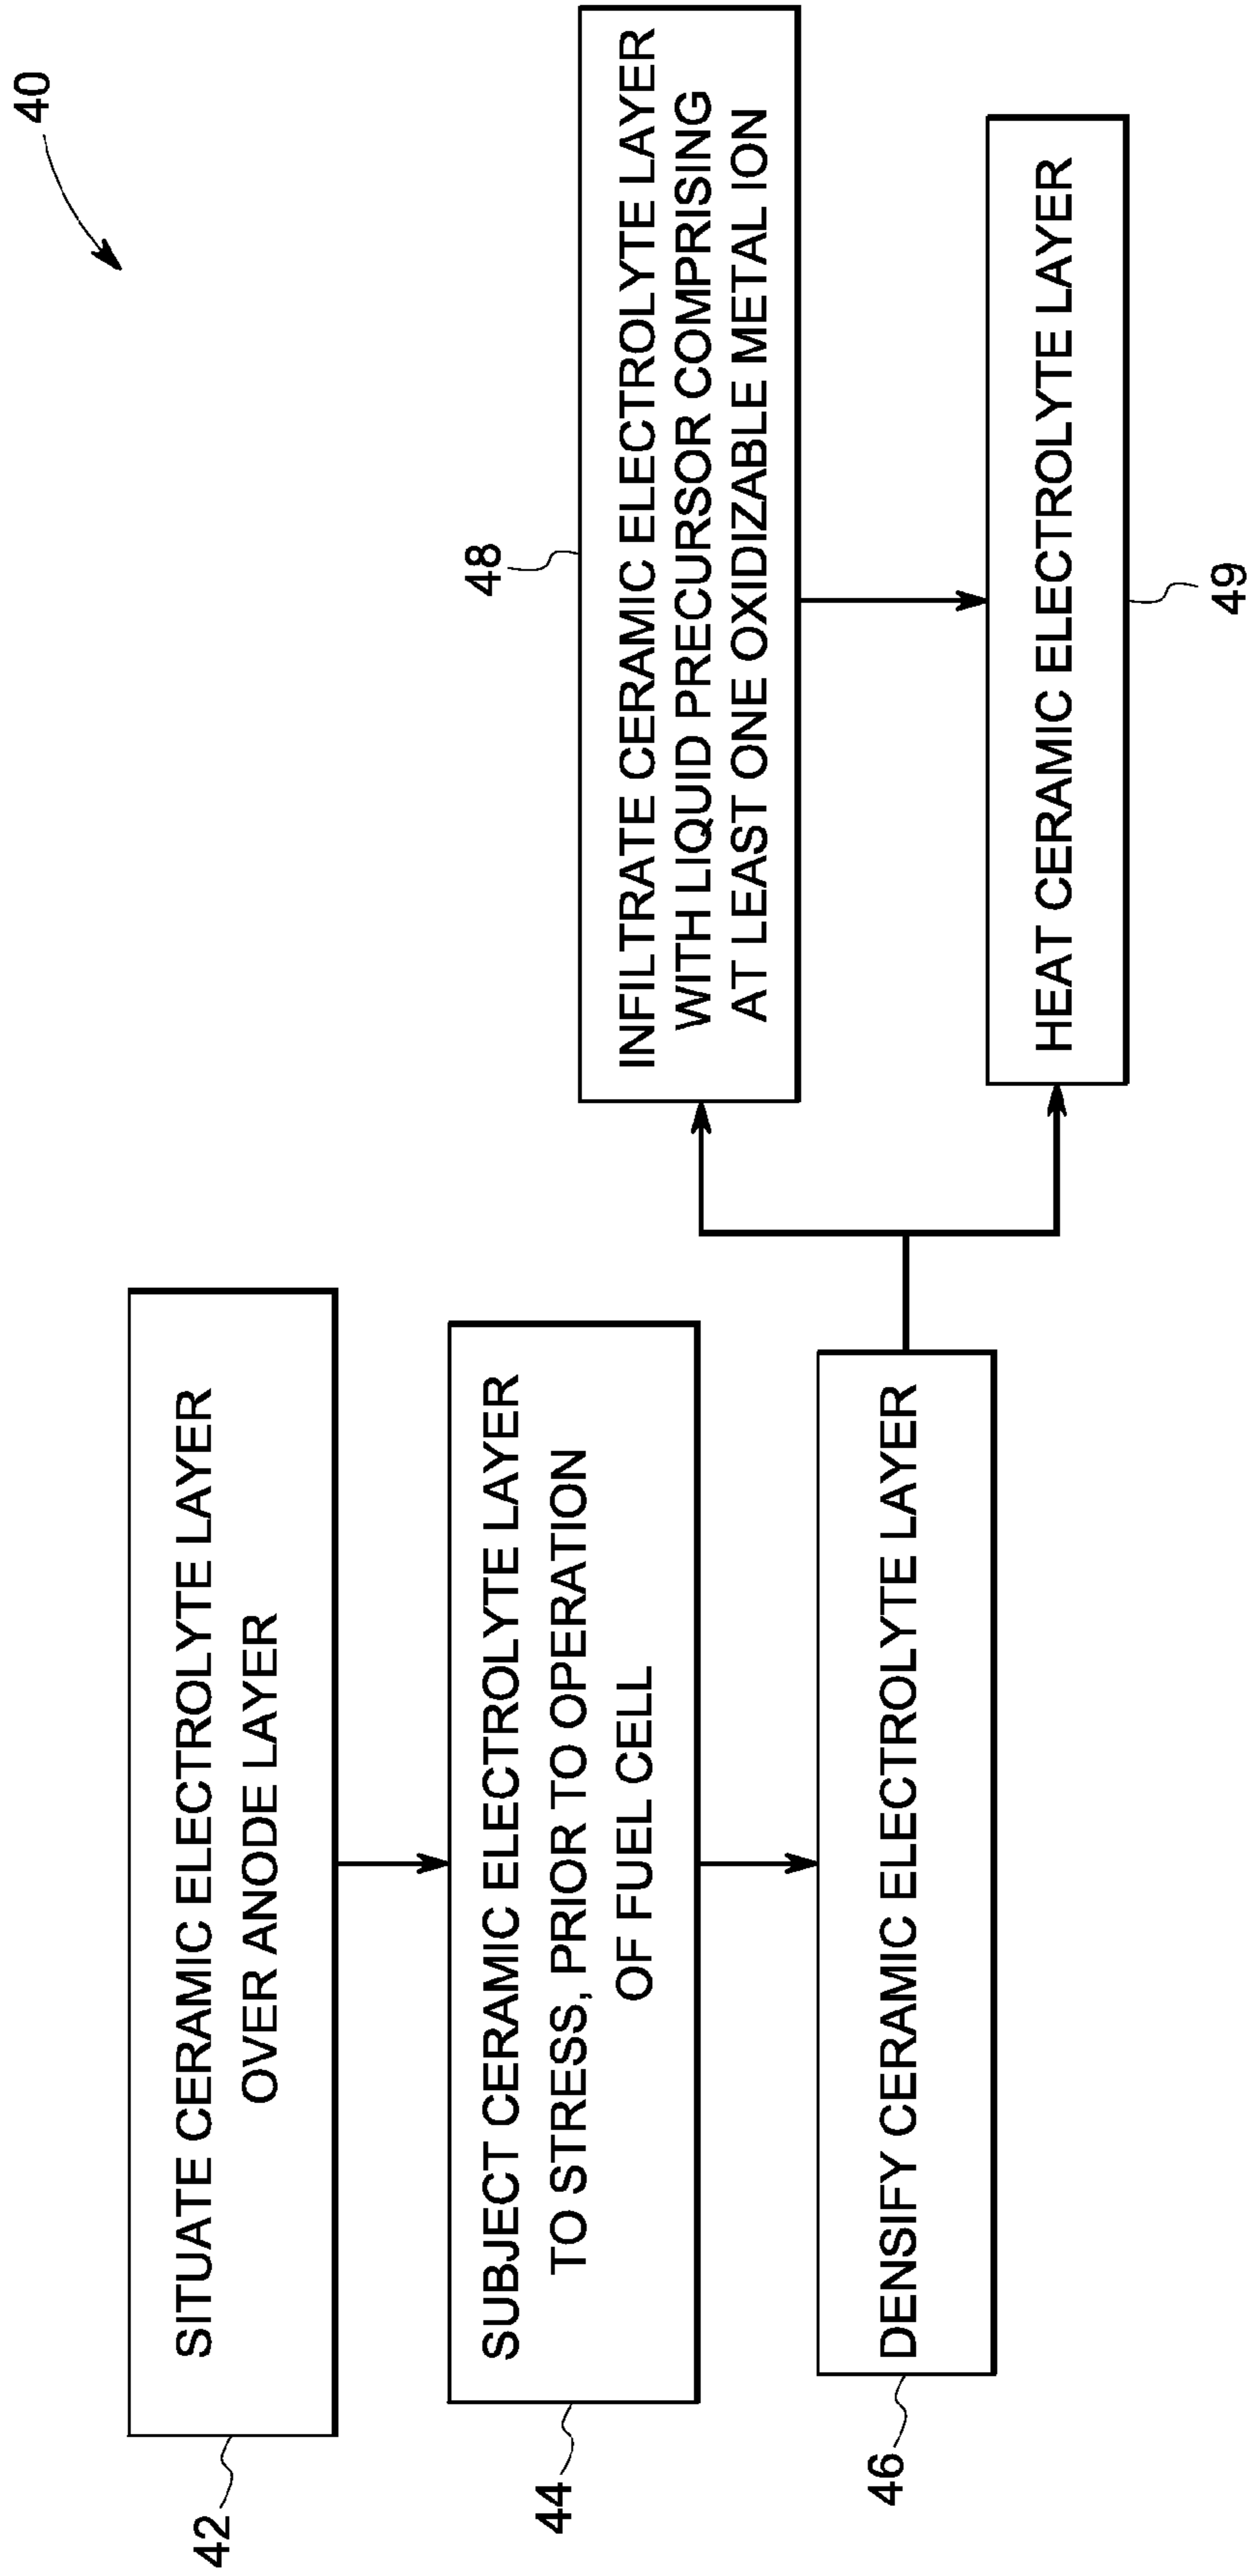 40
42
SITUATE CERAMIC ELECTROLYTE LAYER
OVER ANODE LAYER
44
SUBJECT CERAMIC ELECTROLYTE LAYER
TO STRESS, PRIOR TO OPERATION
OF FUEL CELL
46
DENSIFY CERAMIC ELECTROLYTE LAYER
48
INFILTRATE CERAMIC ELECTROLYTE LAYER
WITH LIQUID PRECURSOR COMPRISING
AT LEAST ONE OXIDIZABLE METAL ION
HEAT CERAMIC ELECTROLYTE LAYER
49